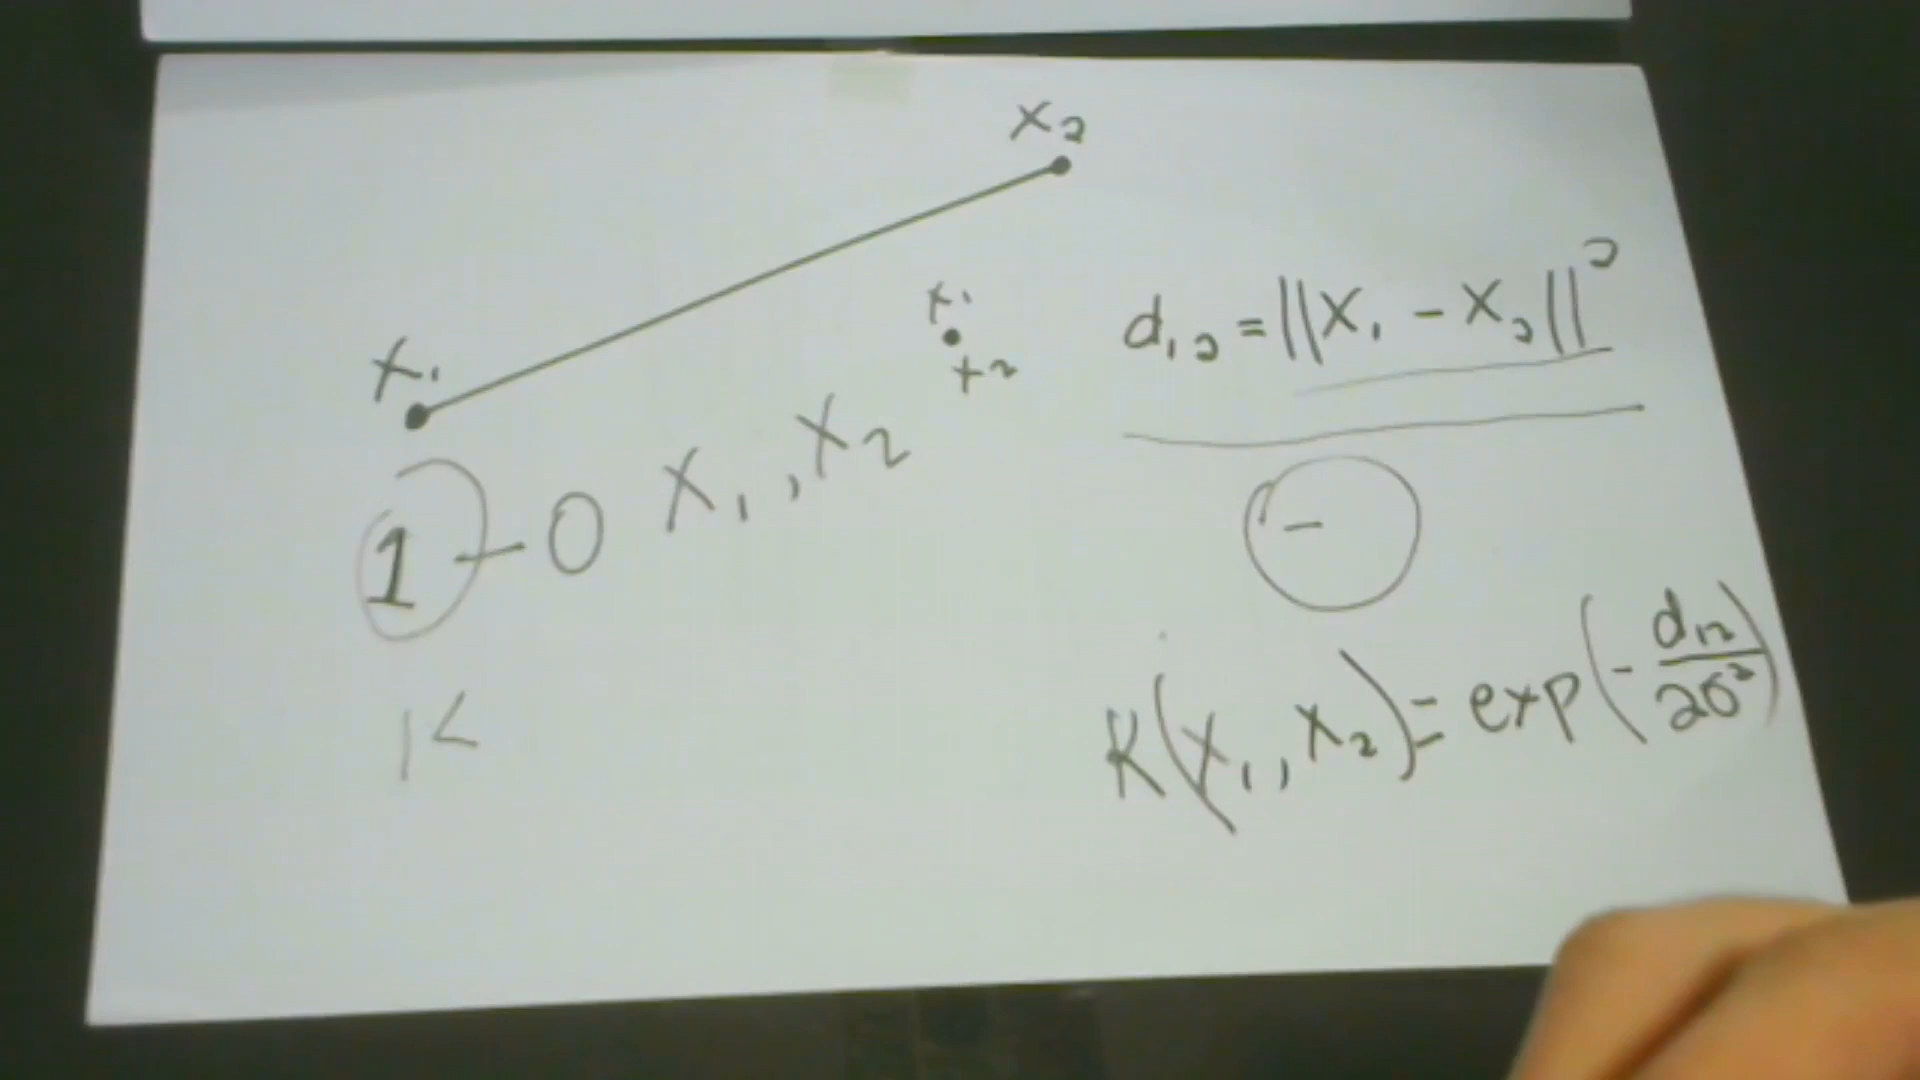 x₂
x₁
x₁
x₂
d₁₂ = ||x₁ - x₂||²
1 - 0 x₁, x₂
-
K
K(x₁, x₂) = exp(- d₁₂ / 2σ²)